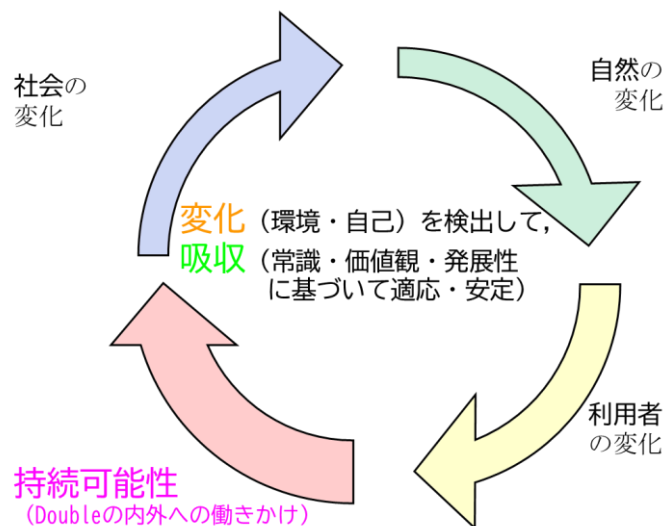 社会の
変化
自然の
変化
変化（環境・自己）を検出して，
吸収（常識・価値観・発展性
に基づいて適応・安定）
利用者
の変化
持続可能性
（Doubleの内外への働きかけ）